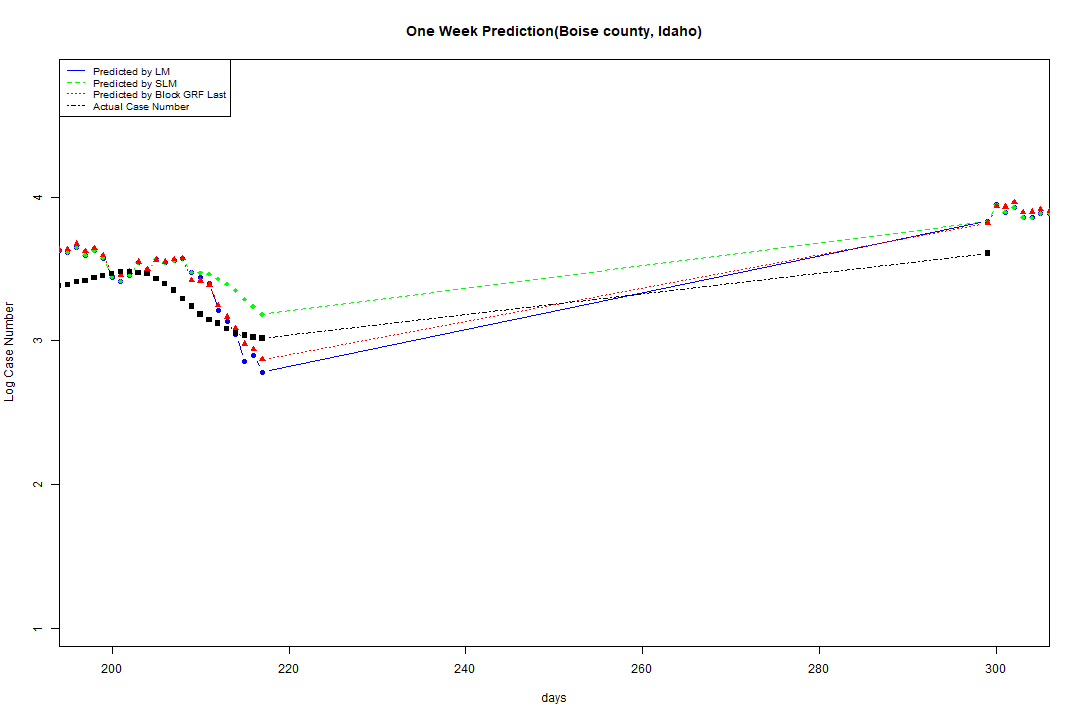 One Week Prediction(Boise county, Idaho)
Predicted by LM
Predicted by SLM
Predicted by Block GRF Last
Actual Case Number
Log Case Number
4
3
2
1
200 220 240 260 280 300
days